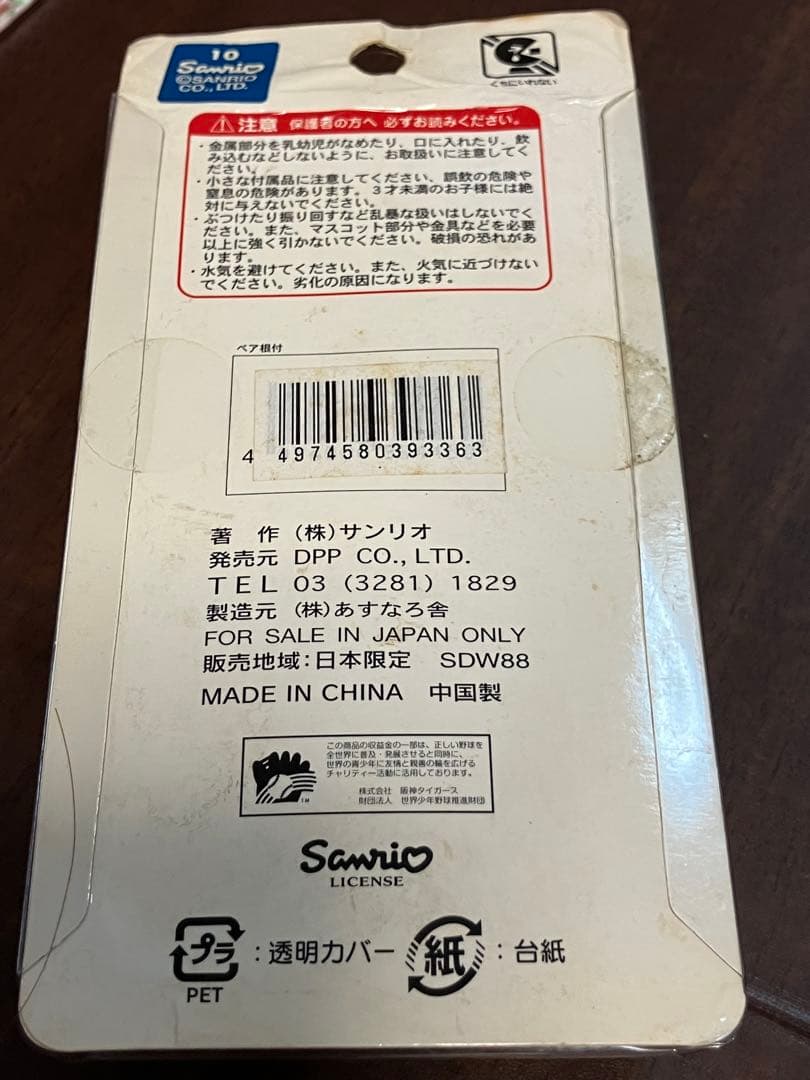 10
Sanrio
©SANRIO
CO., LTD.
くちにいれない
注意 保護者の方へ 必ずお読みください。
・金属部分を乳幼児がなめたり、口に入れたり、飲
み込むなどしないように、お取扱いに注意してく
ださい。
・小さな付属品に注意してください、誤飲の危険や
窒息の危険があります。3才未満のお子様には絶
対に与えないでください。
・ぶつけたり振り回すなど乱暴な扱いはしないでく
ださい。また、マスコット部分や金具などを必要
以上に強く引かないでください。破損の恐れがあ
ります。
・水気を避けてください。また、火気に近づけない
でください。劣化の原因になります。
ペア根付
4 4974580393363
著 作 (株)サンリオ
発売元 DPP CO., LTD.
TEL 03 (3281) 1829
製造元 (株)あすなろ舎
FOR SALE IN JAPAN ONLY
販売地域:日本限定 SDW88
MADE IN CHINA 中国製
この商品の収益金の一部は、正しい野球を
全世界に普及・発展させると同時に、
世界の青少年に友情と親善の輪を広げる
チャリティー活動に活用しております。
株式会社 阪神タイガース
財団法人 世界少年野球推進財団
TM
Sanrio
LICENSE
プラ :透明カバー 紙 :台紙
PET